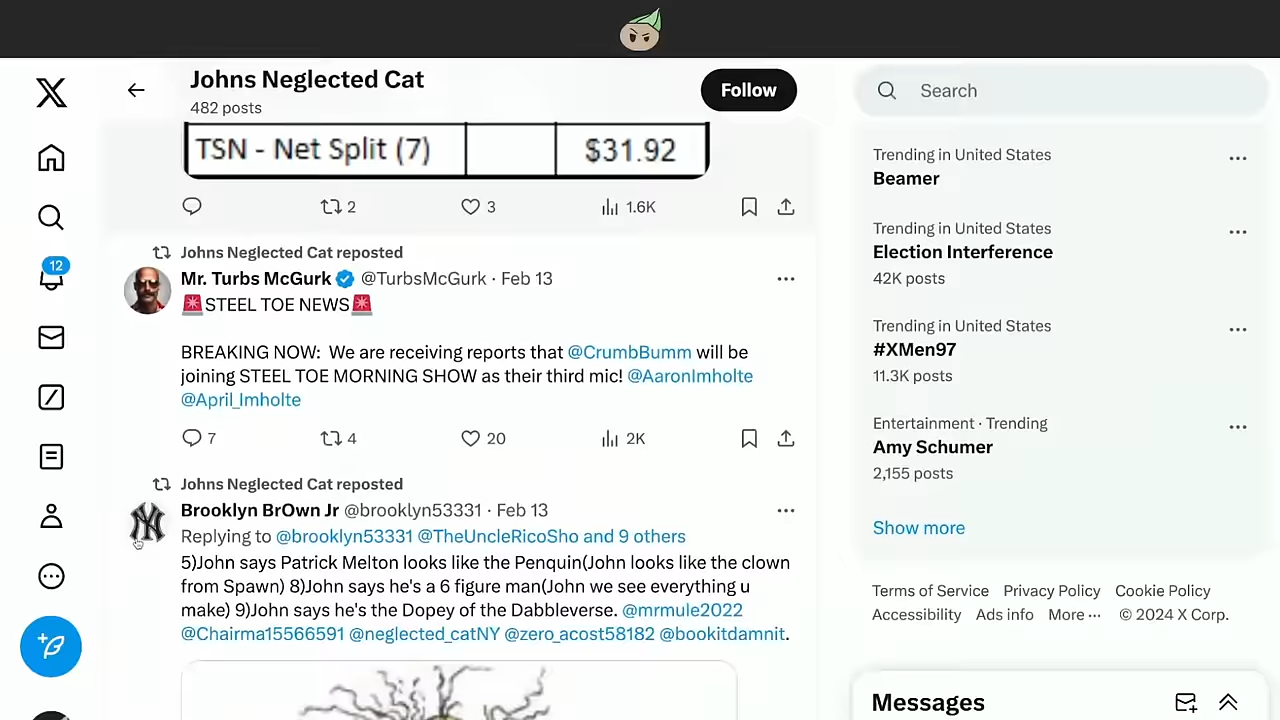 Johns Neglected Cat
482 posts
Follow
Search
TSN - Net Split (7) $31.92
2 3 1.6K
Johns Neglected Cat reposted
Mr. Turbs McGurk @TurbsMcGurk · Feb 13
🚨STEEL TOE NEWS🚨
BREAKING NOW: We are receiving reports that @CrumbBumm will be
joining STEEL TOE MORNING SHOW as their third mic! @AaronImholte
@April_Imholte
7 4 20 2K
Johns Neglected Cat reposted
Brooklyn BrOwn Jr @brooklyn53331 · Feb 13
Replying to @brooklyn53331 @TheUncleRicoSho and 9 others
5)John says Patrick Melton looks like the Penquin(John looks like the clown
from Spawn) 8)John says he's a 6 figure man(John we see everything u
make) 9)John says he's the Dopey of the Dabbleverse. @mrmule2022
@Chairma15566591 @neglected_catNY @zero_acost58182 @bookitdamnit.
12
Trending in United States
Beamer
Trending in United States
Election Interference
42K posts
Trending in United States
#XMen97
11.3K posts
Entertainment · Trending
Amy Schumer
2,155 posts
Show more
Terms of Service Privacy Policy Cookie Policy
Accessibility Ads info More ··· © 2024 X Corp.
Messages